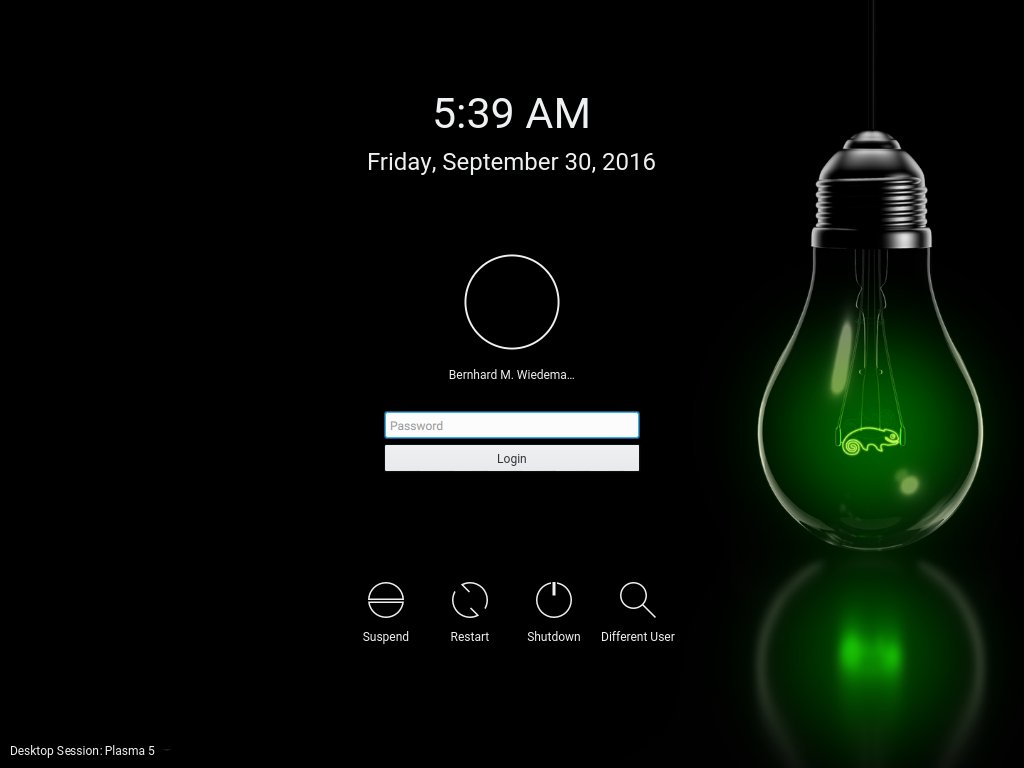 5:39 AM
Friday, September 30, 2016
Bernhard M. Wiedema...
Password
Login
Suspend
Restart
Shutdown
Different User
Desktop Session: Plasma 5